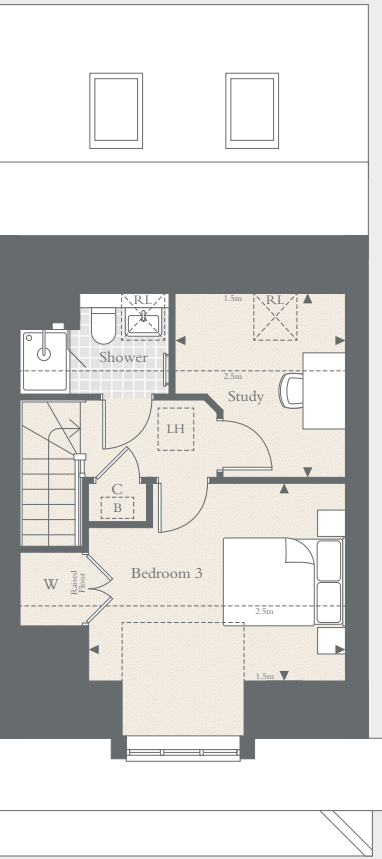 RL
1.5m
RL
Shower
2.5m
Study
LH
C
B
Bedroom 3
W
Raised
Floor
2.5m
1.5m